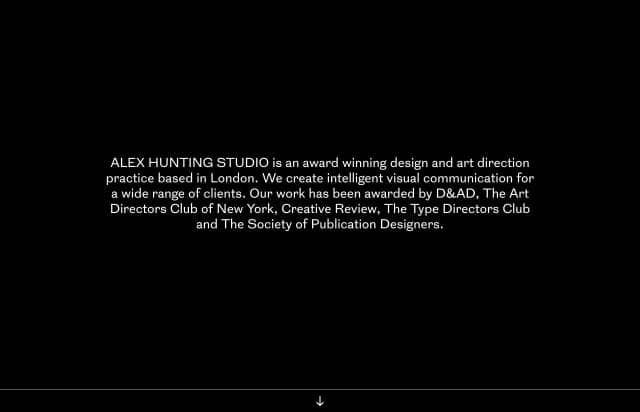 ALEX HUNTING STUDIO is an award winning design and art direction
practice based in London. We create intelligent visual communication for
a wide range of clients. Our work has been awarded by D&AD, The Art
Directors Club of New York, Creative Review, The Type Directors Club
and The Society of Publication Designers.
↓